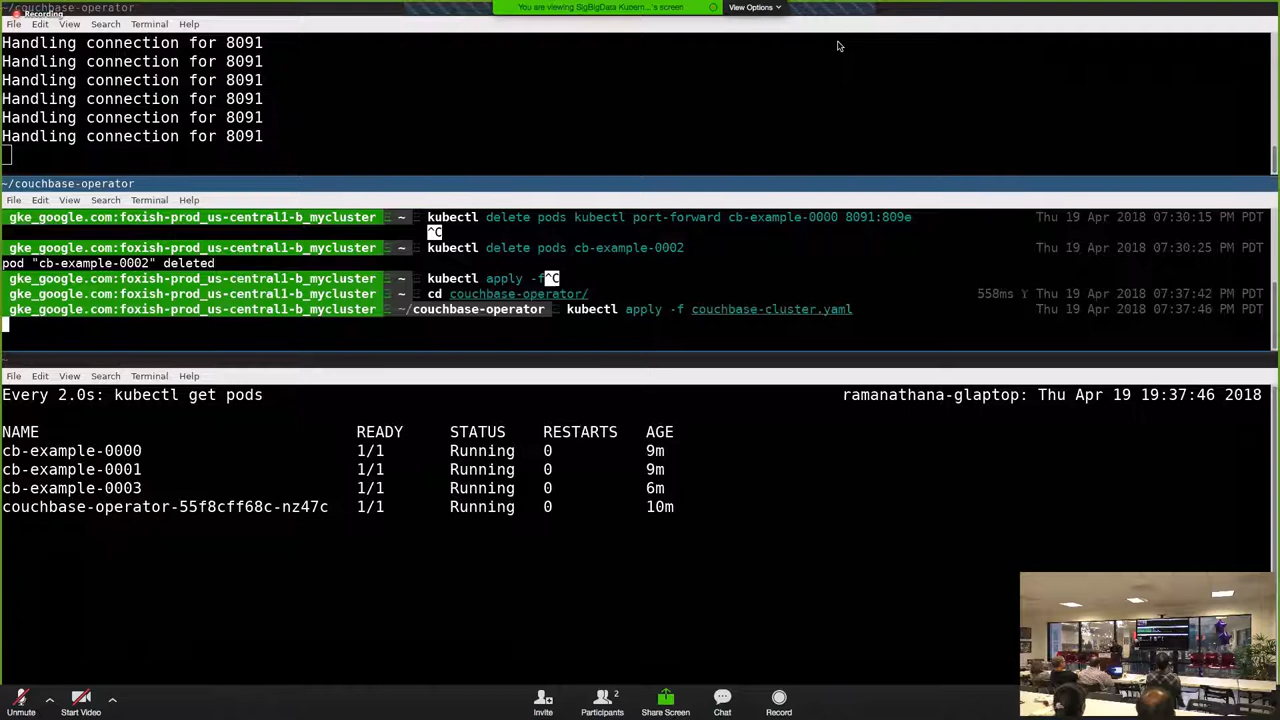 ~/couchbase-operator
Recording
You are viewing SigBigData Kubern...'s screen
View Options
File Edit View Search Terminal Help
Handling connection for 8091
Handling connection for 8091
Handling connection for 8091
Handling connection for 8091
Handling connection for 8091
Handling connection for 8091
~/couchbase-operator
File Edit View Search Terminal Help
gke_google.com:foxish-prod_us-central1-b_mycluster ~ kubectl delete pods kubectl port-forward cb-example-0000 8091:809e Thu 19 Apr 2018 07:30:15 PM PDT
^C
gke_google.com:foxish-prod_us-central1-b_mycluster ~ kubectl delete pods cb-example-0002 Thu 19 Apr 2018 07:30:25 PM PDT
pod "cb-example-0002" deleted
gke_google.com:foxish-prod_us-central1-b_mycluster ~ kubectl apply -f^C
gke_google.com:foxish-prod_us-central1-b_mycluster ~ cd couchbase-operator/ 558ms Thu 19 Apr 2018 07:37:42 PM PDT
gke_google.com:foxish-prod_us-central1-b_mycluster ~/couchbase-operator kubectl apply -f couchbase-cluster.yaml Thu 19 Apr 2018 07:37:46 PM PDT
~
File Edit View Search Terminal Help
Every 2.0s: kubectl get pods ramanathana-glaptop: Thu Apr 19 19:37:46 2018
NAME READY STATUS RESTARTS AGE
cb-example-0000 1/1 Running 0 9m
cb-example-0001 1/1 Running 0 9m
cb-example-0003 1/1 Running 0 6m
couchbase-operator-55f8cff68c-nz47c 1/1 Running 0 10m
Unmute Start Video Invite Participants 2 Share Screen Chat Record